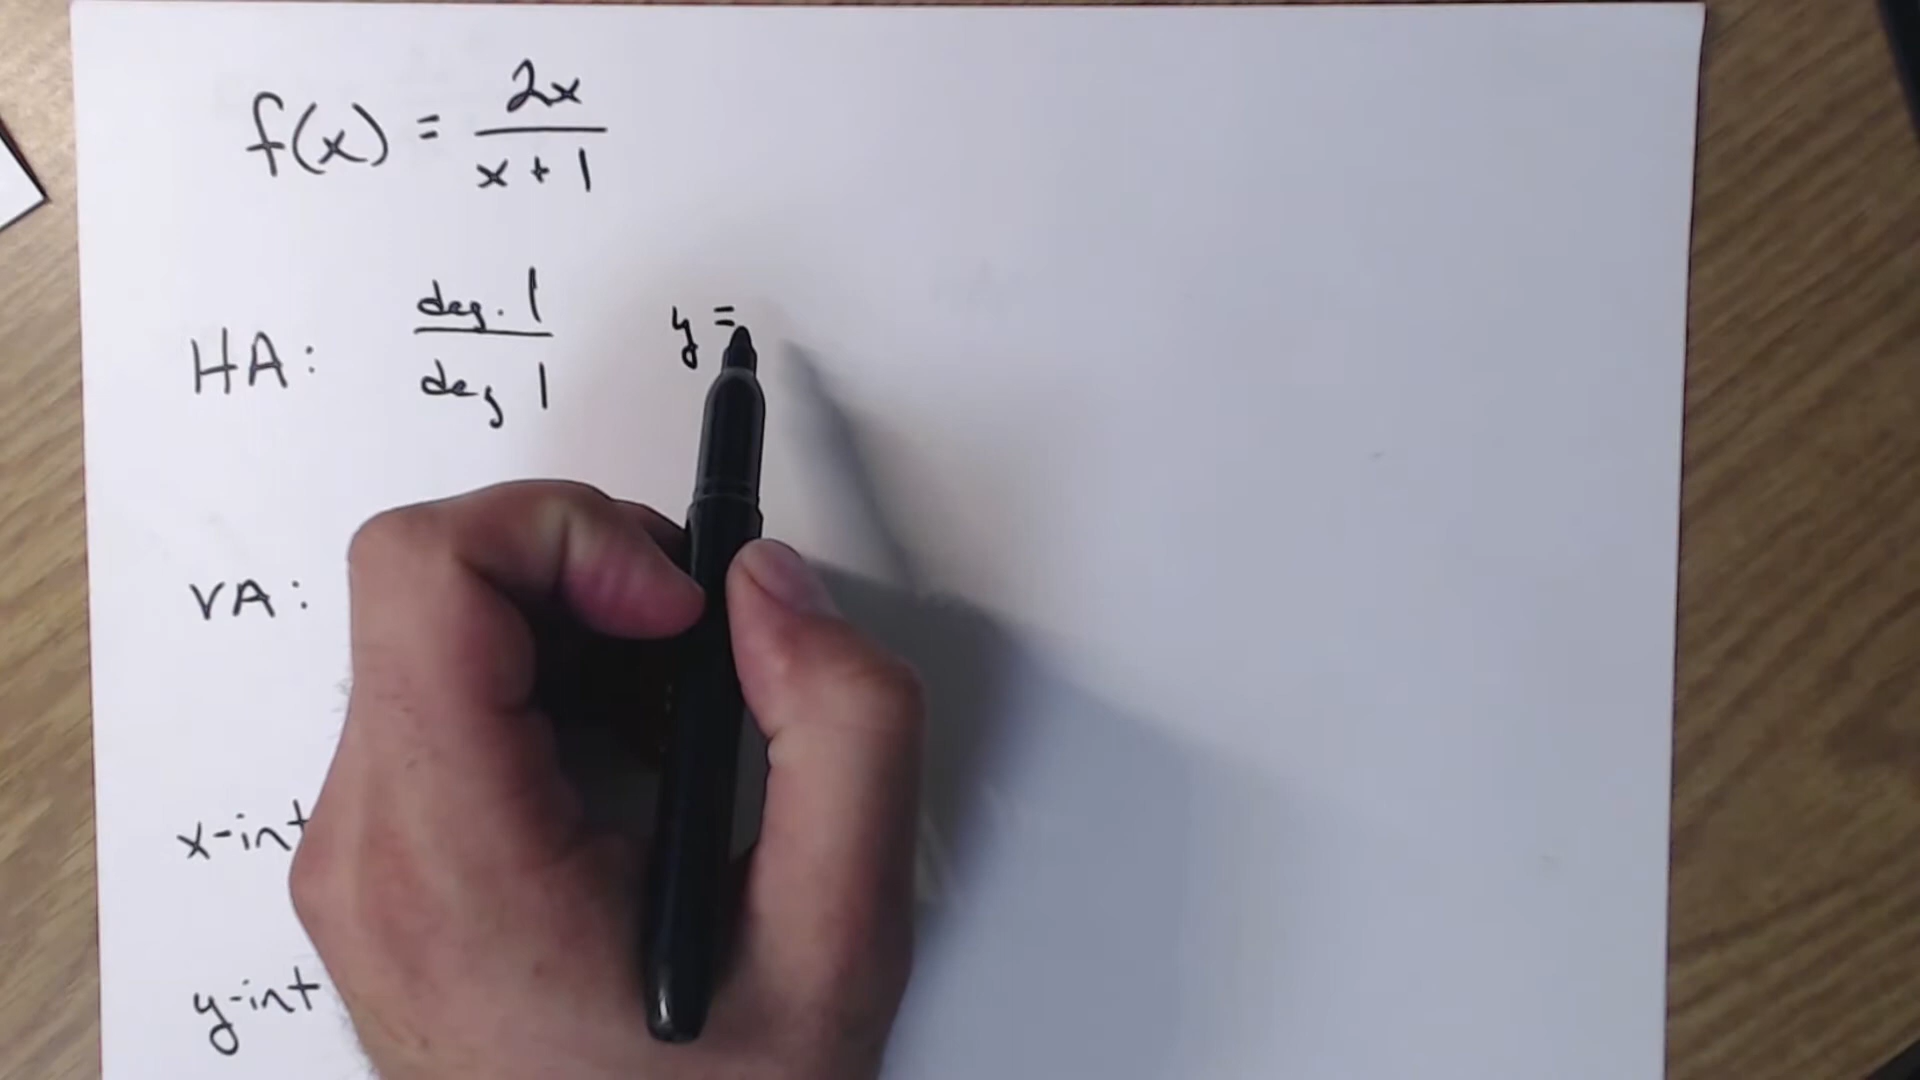 f(x) = 2x / x + 1
HA: deg. 1 / deg 1 y =
VA:
x-int
y-int